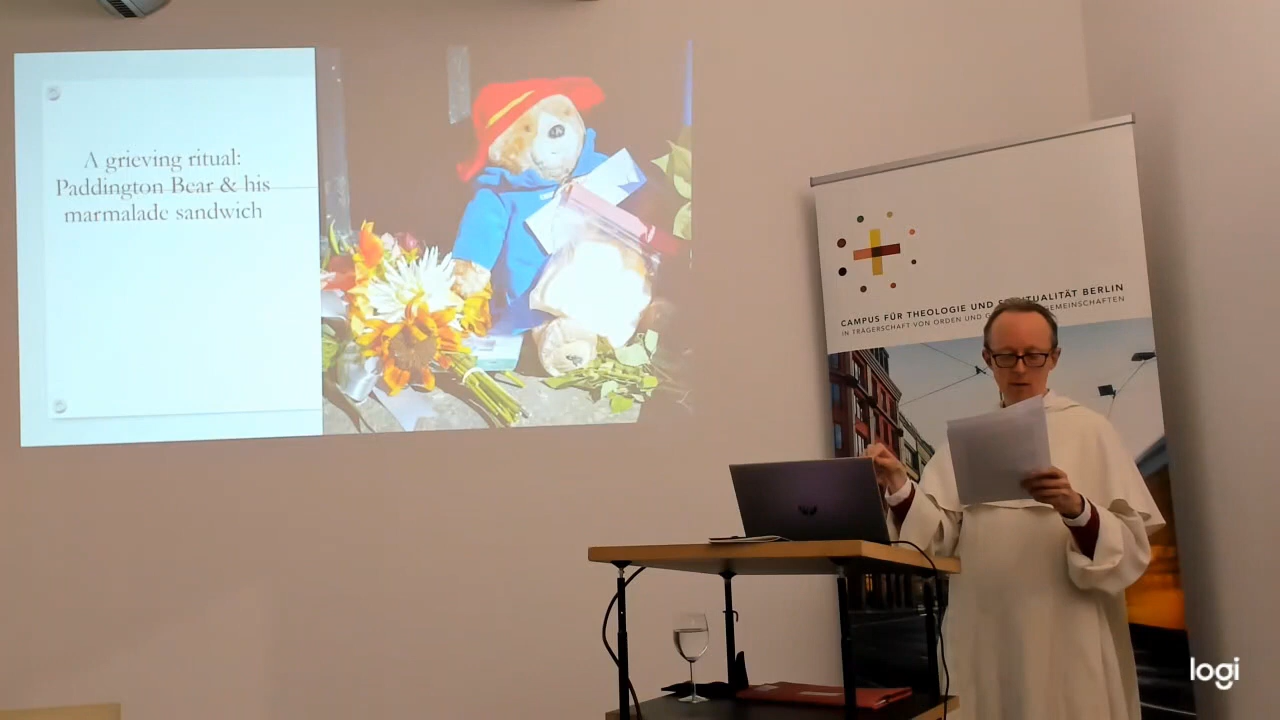 A grieving ritual:
Paddington Bear & his
marmalade sandwich
CAMPUS FÜR THEOLOGIE UND SPIRITUALITÄT BERLIN
IN TRÄGERSCHAFT VON ORDEN UND GEMEINSCHAFTEN
logi